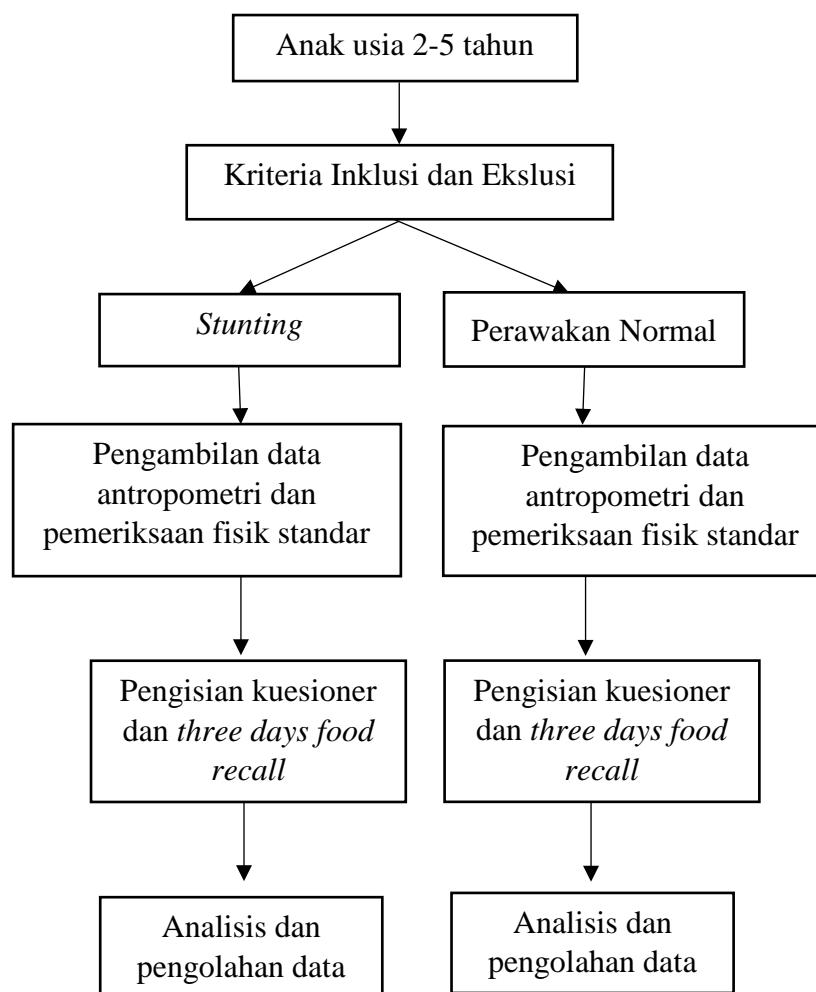 Anak usia 2-5 tahun
Kriteria Inklusi dan Ekslusi
Stunting
Perawakan Normal
Pengambilan data
antropometri dan
pemeriksaan fisik standar
Pengambilan data
antropometri dan
pemeriksaan fisik standar
Pengisian kuesioner
dan three days food
recall
Pengisian kuesioner
dan three days food
recall
Analisis dan
pengolahan data
Analisis dan
pengolahan data